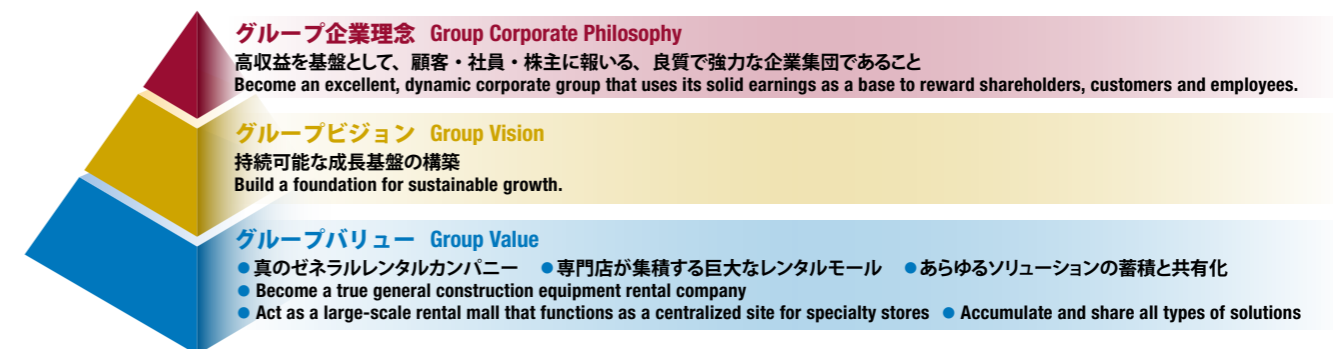 グループ企業理念 Group Corporate Philosophy
高収益を基盤として、顧客・社員・株主に報いる、良質で強力な企業集団であること
Become an excellent, dynamic corporate group that uses its solid earnings as a base to reward shareholders, customers and employees.
グループビジョン Group Vision
持続可能な成長基盤の構築
Build a foundation for sustainable growth.
グループバリュー Group Value
●真のゼネラルレンタルカンパニー ●専門店が集積する巨大なレンタルモール ●あらゆるソリューションの蓄積と共有化
● Become a true general construction equipment rental company
● Act as a large-scale rental mall that functions as a centralized site for specialty stores ● Accumulate and share all types of solutions